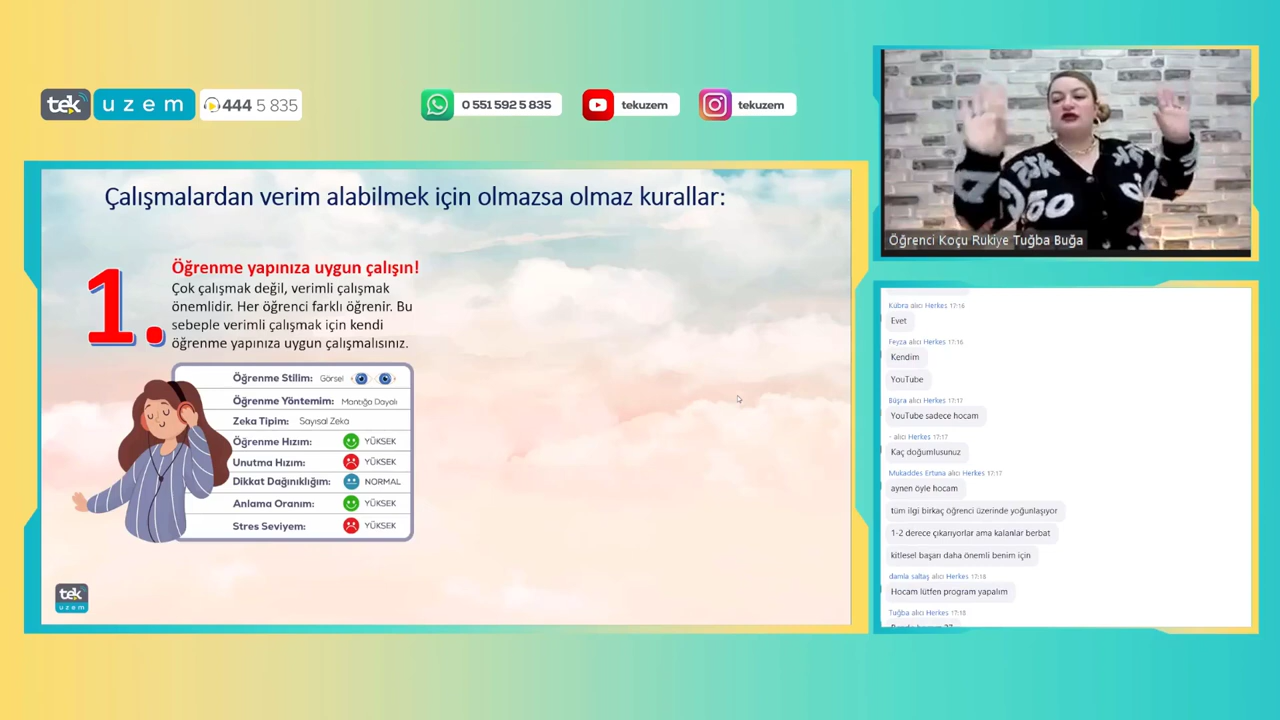 tek uzem
444 5 835
0 551 592 5 835
tekuzem
tekuzem
Çalışmalardan verim alabilmek için olmazsa olmaz kurallar:
1.
Öğrenme yapınıza uygun çalışın!
Çok çalışmak değil, verimli çalışmak
önemlidir. Her öğrenci farklı öğrenir. Bu
sebeple verimli çalışmak için kendi
öğrenme yapınıza uygun çalışmalısınız.
Öğrenme Stilim: Görsel
Öğrenme Yöntemim: Mantığa Dayalı
Zeka Tipim: Sayısal Zeka
Öğrenme Hızım: YÜKSEK
Unutma Hızım: YÜKSEK
Dikkat Dağınıklığım: NORMAL
Anlama Oranım: YÜKSEK
Stres Seviyem: YÜKSEK
tek
uzem
Öğrenci Koçu Rukiye Tuğba Buğa
Kübra alıcı Herkes 17:16
Evet
Feyza alıcı Herkes 17:16
Kendim
YouTube
Büşra alıcı Herkes 17:17
YouTube sadece hocam
- alıcı Herkes 17:17
Kaç doğumlusunuz
Mukaddes Ertuna alıcı Herkes 17:17
aynen öyle hocam
tüm ilgi birkaç öğrenci üzerinde yoğunlaşıyor
1-2 derece çıkarıyorlar ama kalanlar berbat
kitlesel başarı daha önemli benim için
damla saltaş alıcı Herkes 17:18
Hocam lütfen program yapalım
Tuğba alıcı Herkes 17:18